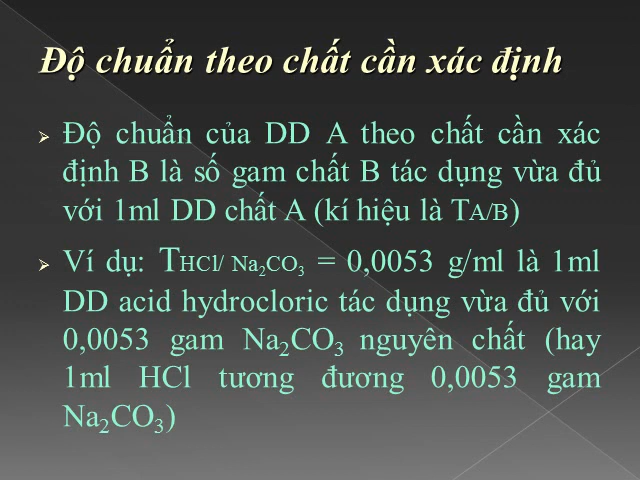 Độ chuẩn theo chất cần xác định
➢ Độ chuẩn của DD A theo chất cần xác
định B là số gam chất B tác dụng vừa đủ
với 1ml DD chất A (kí hiệu là TA/B)
➢ Ví dụ: THCl/ Na₂CO₃ = 0,0053 g/ml là 1ml
DD acid hydrocloric tác dụng vừa đủ với
0,0053 gam Na₂CO₃ nguyên chất (hay
1ml HCl tương đương 0,0053 gam
Na₂CO₃)